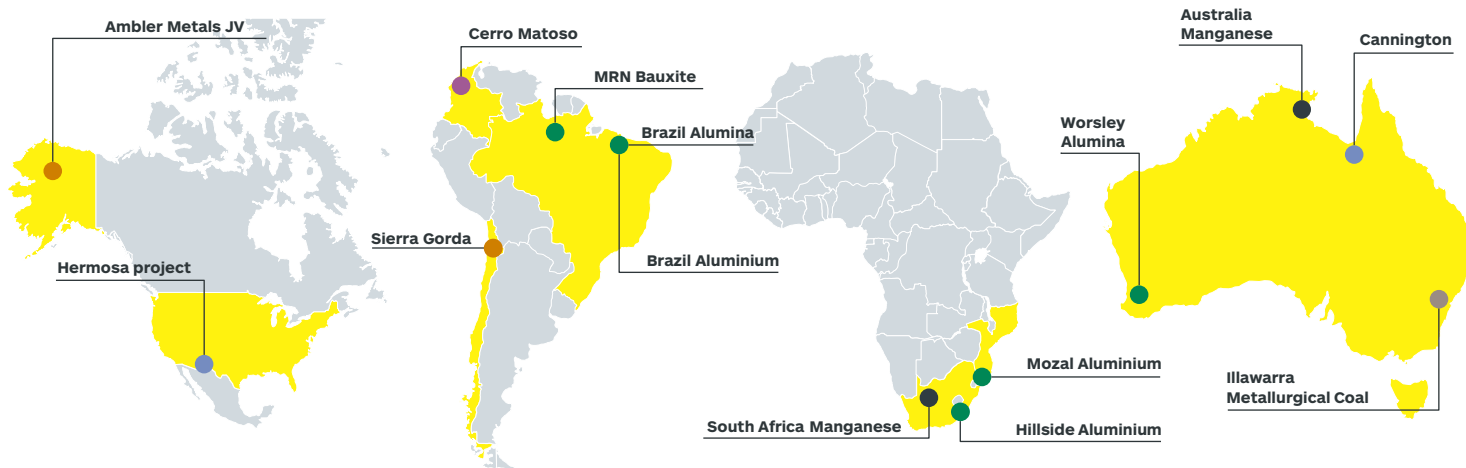 Ambler Metals JV
Hermosa project
Cerro Matoso
MRN Bauxite
Brazil Alumina
Sierra Gorda
Brazil Aluminium
Mozal Aluminium
South Africa Manganese
Hillside Aluminium
Australia
Manganese
Cannington
Worsley
Alumina
Illawarra
Metallurgical Coal